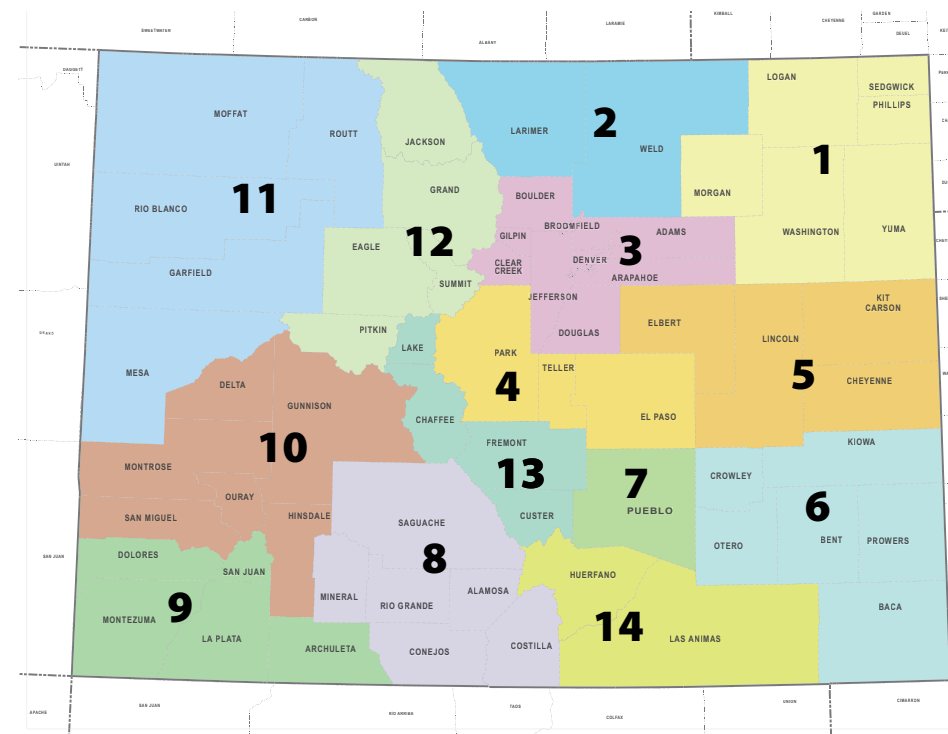 KIMBALL
GARDEN
CAMERON
LARAMIE
CHEYENNE
SWEETWATER
DEUEL
ALBANY
DAGGETT
LOGAN
SEDGWICK
PHILLIPS
MOFFAT
2
ROUTT
LARIMER
JACKSON
WELD
1
UINTAH
GRAND
MORGAN
BOULDER
11
RIO BLANCO
BROOMFIELD
ADAMS
WASHINGTON
YUMA
GILPIN
12
EAGLE
3
CLEAR
CREEK
DENVER
GARFIELD
ARAPAHOE
SUMMIT
JEFFERSON
KIT
CARSON
ELBERT
PITKIN
DOUGLAS
LINCOLN
LAKE
PARK
TELLER
MESA
5
CHEYENNE
DELTA
4
GUNNISON
CHAFFEE
EL PASO
10
FREMONT
KIOWA
MONTROSE
13
CROWLEY
7
OURAY
PUEBLO
6
SAN MIGUEL
HINSDALE
CUSTER
SAGUACHE
BENT
PROWERS
OTERO
SAN JUAN
DOLORES
8
SAN JUAN
HUERFANO
ALAMOSA
MINERAL
RIO GRANDE
9
BACA
MONTEZUMA
14
LA PLATA
LAS ANIMAS
ARCHULETA
CONEJOS
COSTILLA
UNION
CIMARRON
SAN JUAN
TAOS
APACHE
RIO ARRIBA
COLFAX